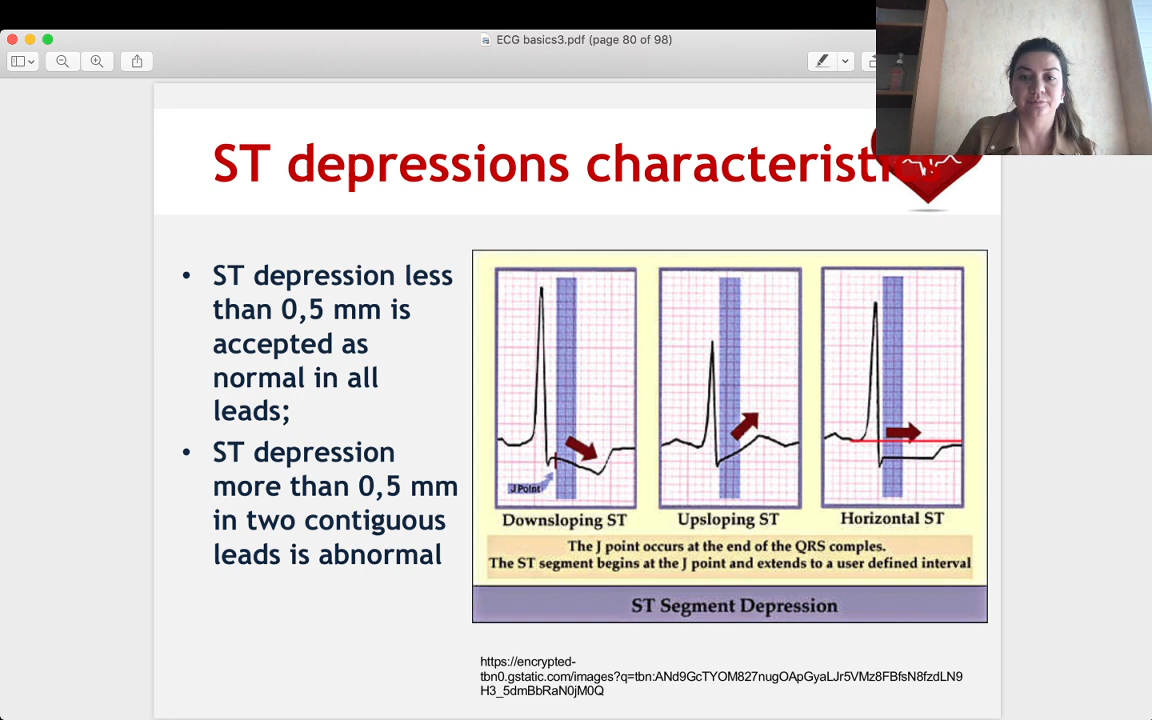 ECG basics3.pdf (page 80 of 98)
ST depressions characterist
• ST depression less
than 0,5 mm is
accepted as
normal in all
leads;
• ST depression
more than 0,5 mm
in two contiguous
leads is abnormal
J Point
Downsloping ST
Upsloping ST
Horizontal ST
The J point occurs at the end of the QRS comples.
The ST segment begins at the J point and extends to a user defined interval
ST Segment Depression
https://encrypted-
tbn0.gstatic.com/images?q=tbn:ANd9GcTYOM827nugOApGyaLJr5VMz8FBfsN8fzdLN9
H3_5dmBbRaN0jM0Q